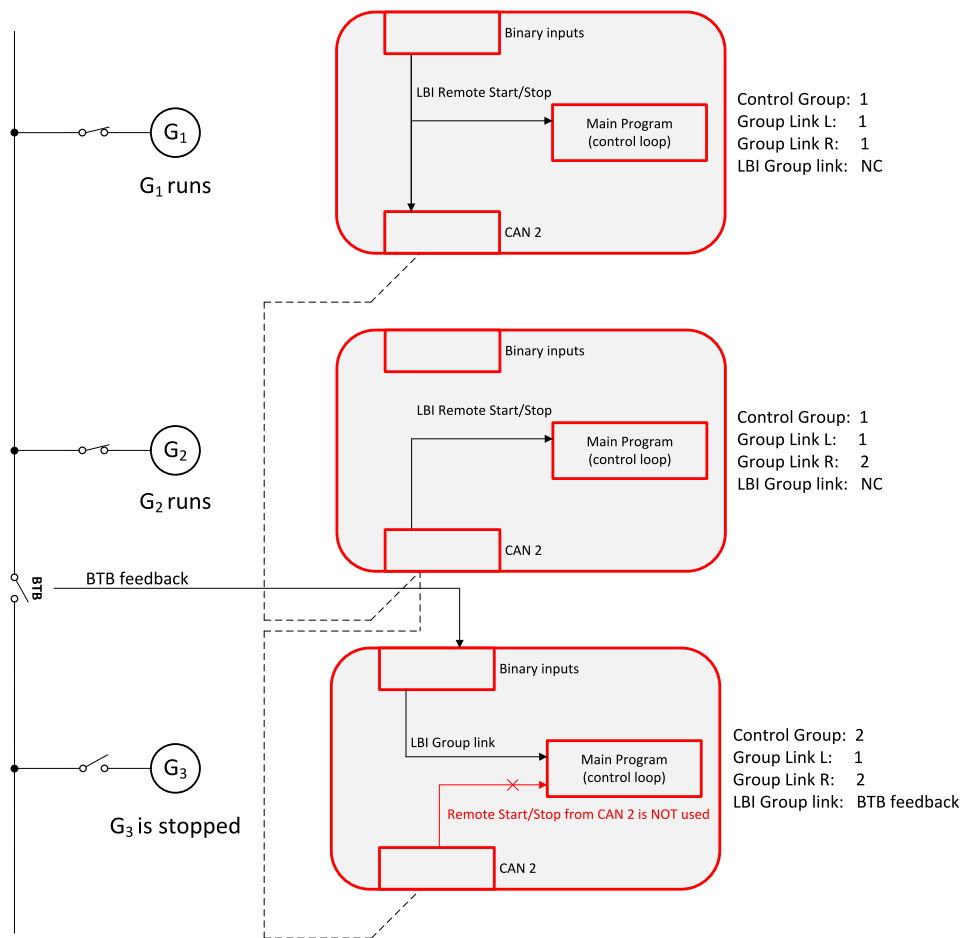 Binary inputs
LBI Remote Start/Stop
Main Program
(control loop)
CAN 2
Control Group: 1
Group Link L: 1
Group Link R: 1
LBI Group link: NC
G1
G1 runs
Binary inputs
LBI Remote Start/Stop
Main Program
(control loop)
CAN 2
Control Group: 1
Group Link L: 1
Group Link R: 2
LBI Group link: NC
G2
G2 runs
BTB
BTB feedback
Binary inputs
LBI Group link
Main Program
(control loop)
Remote Start/Stop from CAN 2 is NOT used
CAN 2
Control Group: 2
Group Link L: 1
Group Link R: 2
LBI Group link: BTB feedback
G3
G3 is stopped